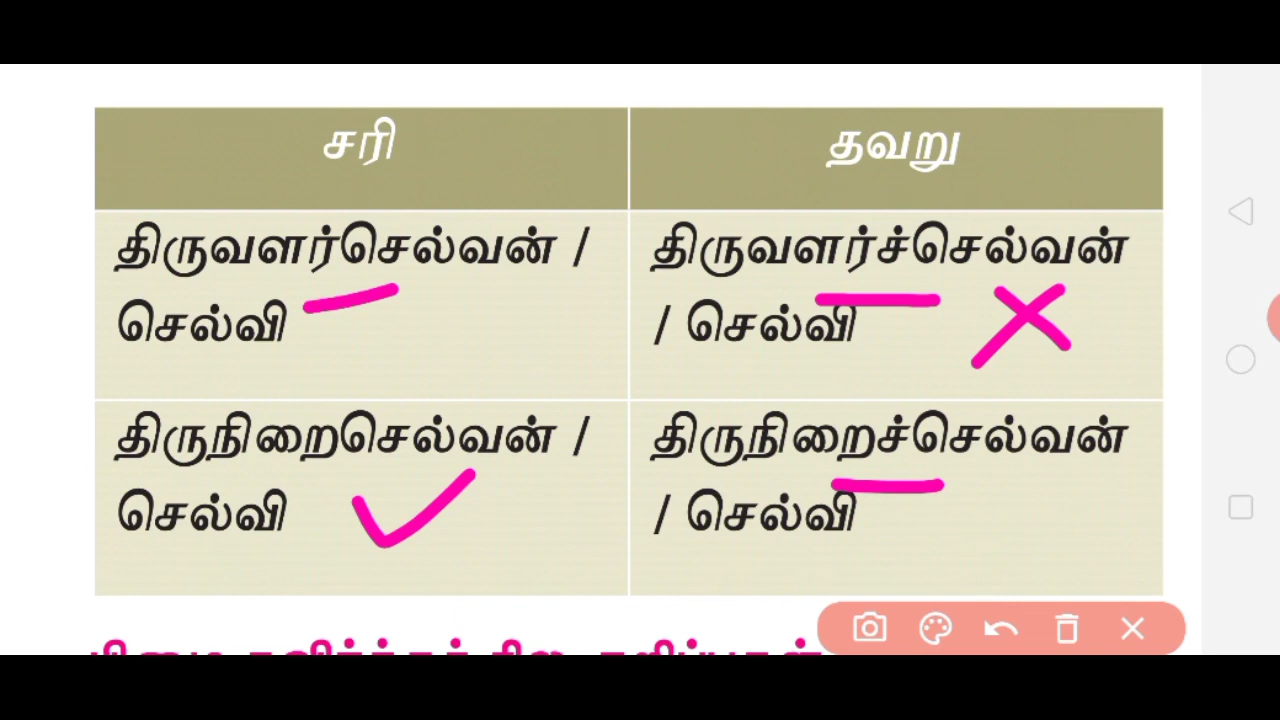 சரி
தவறு
திருவளர்செல்வன் /
செல்வி
திருவளர்ச்செல்வன்
/ செல்வி
திருநிறைசெல்வன் /
செல்வி
திருநிறைச்செல்வன்
/ செல்வி